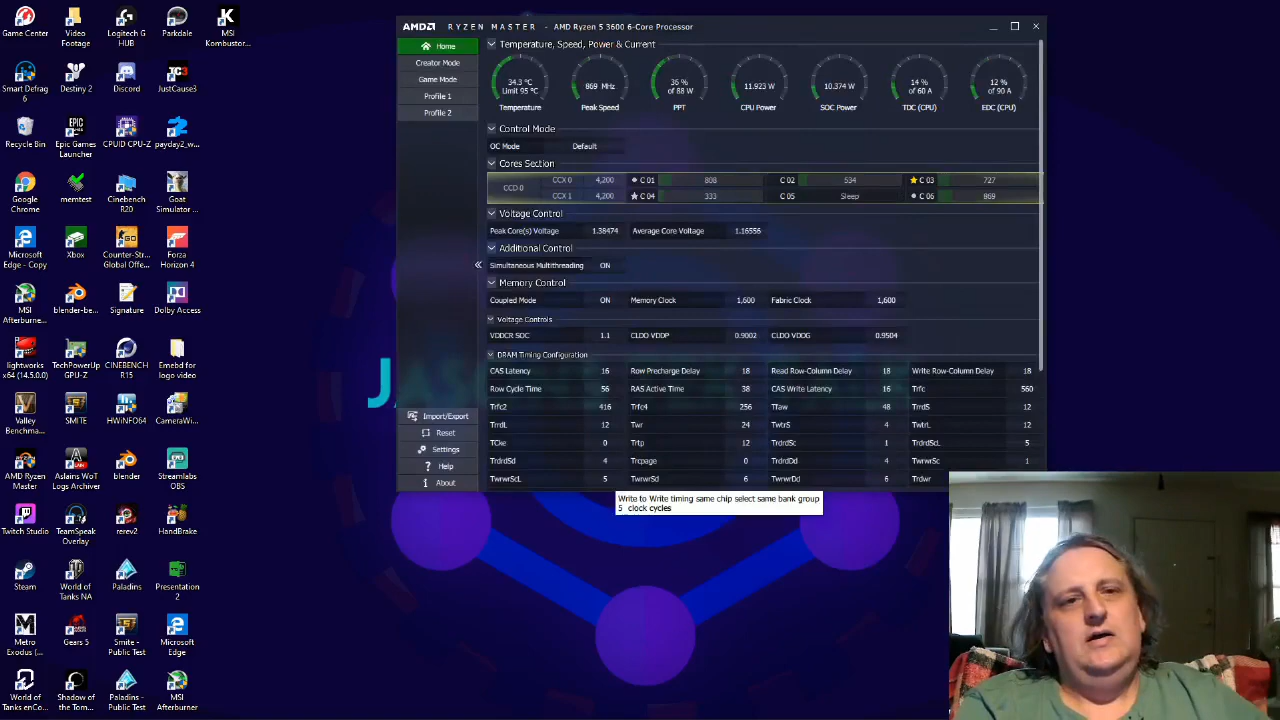 AMD RYZEN MASTER - AMD Ryzen 5 3600 6-Core Processor
Home
Creator Mode
Game Mode
Profile 1
Profile 2
Import/Export
Reset
Settings
Help
About
Temperature, Speed, Power & Current
34.3 °C
Limit 95 °C
Temperature
869 MHz
Peak Speed
36 %
of 88 W
PPT
11.923 W
CPU Power
10.374 W
SOC Power
14 %
of 60 A
TDC (CPU)
12 %
of 90 A
EDC (CPU)
Control Mode
OC Mode Default
Cores Section
CCD 0
CCX 0 4,200 C 01 808 C 02 534 C 03 727
CCX 1 4,200 C 04 333 C 05 Sleep C 06 869
Voltage Control
Peak Core(s) Voltage 1.38474 Average Core Voltage 1.16556
Additional Control
Simultaneous Multithreading ON
Memory Control
Coupled Mode ON Memory Clock 1,600 Fabric Clock 1,600
Voltage Controls
VDDCR SOC 1.1 CLDO VDDP 0.9002 CLDO VDDG 0.9504
DRAM Timing Configuration
CAS Latency 16 Row Precharge Delay 18 Read Row-Column Delay 18 Write Row-Column Delay 18
Row Cycle Time 56 RAS Active Time 38 CAS Write Latency 16 Trfc 560
Trfc2 416 Trfc4 256 Tfaw 48 TrrdS 12
TrrdL 12 Twr 24 TwtrS 4 TwtrL 12
TCke 0 Trtp 12 TrdrdSc 1 TrdrdScL 5
TrdrdSd 4 Trcpage 0 TrdrdDd 4 TwrwrSc 1
TwrwrScL 5 TwrwrSd 6 TwrwrDd 6 Trdwr
Write to Write timing same chip select same bank group
5 clock cycles
Game Center
Video
Footage
Logitech G
HUB
Parkdale
MSI
Kombustor...
Smart Defrag
6
Destiny 2
Discord
JustCause3
Recycle Bin
Epic Games
Launcher
CPUID CPU-Z
payday2_w...
Google
Chrome
memtest
Cinebench
R20
Goat
Simulator ...
Microsoft
Edge - Copy
Xbox
Counter-Str...
Global Offe...
Forza
Horizon 4
MSI
Afterburne...
blender-be...
Signature
Dolby Access
lightworks
x64 (14.5.0.0)
TechPowerUp
GPU-Z
CINEBENCH
R15
Emebd for
logo video
Valley
Benchma...
SMITE
HWiNFO64
CameraWi...
AMD Ryzen
Master
Aslains WoT
Logs Archiver
blender
Streamlabs
OBS
Twitch Studio
TeamSpeak
Overlay
rerev2
HandBrake
Steam
World of
Tanks NA
Paladins
Presentation
2
Metro
Exodus (...
Gears 5
Smite -
Public Test
Microsoft
Edge
World of
Tanks enCo...
Shadow of
the Tom...
Paladins -
Public Test
MSI
Afterburner